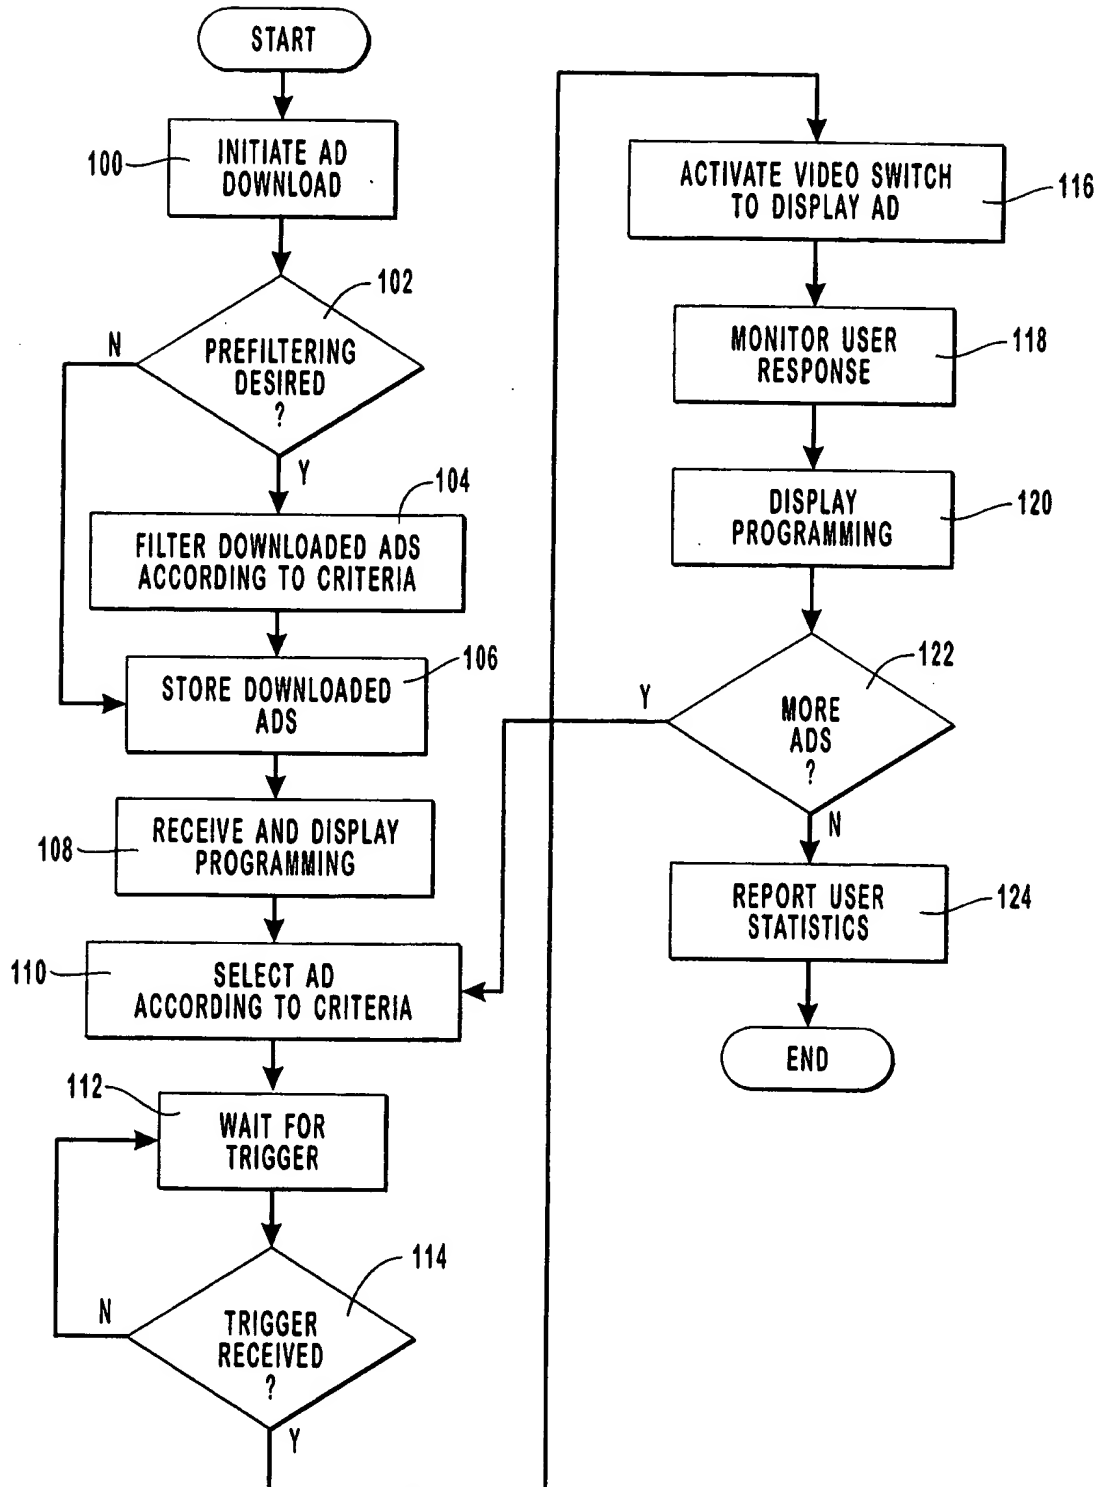 START
100
INITIATE AD
DOWNLOAD
102
N
PREFILTERING
DESIRED
?
Y
104
FILTER DOWNLOADED ADS
ACCORDING TO CRITERIA
106
STORE DOWNLOADED
ADS
108
RECEIVE AND DISPLAY
PROGRAMMING
110
SELECT AD
ACCORDING TO CRITERIA
112
WAIT FOR
TRIGGER
114
N
TRIGGER
RECEIVED
?
Y
ACTIVATE VIDEO SWITCH
TO DISPLAY AD
116
MONITOR USER
RESPONSE
118
DISPLAY
PROGRAMMING
120
122
Y
MORE
ADS
?
N
REPORT USER
STATISTICS
124
END